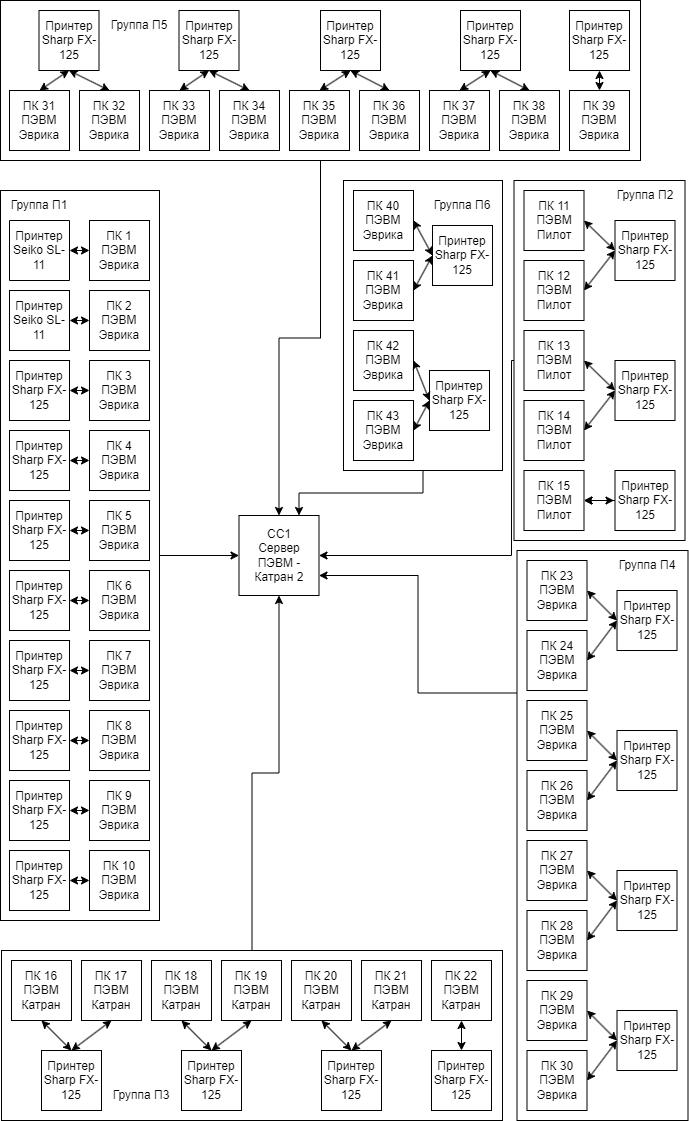 Группа П5
Принтер
Sharp FX-
125
Принтер
Sharp FX-
125
Принтер
Sharp FX-
125
Принтер
Sharp FX-
125
Принтер
Sharp FX-
125
ПК 31
ПЭВМ
Эврика
ПК 32
ПЭВМ
Эврика
ПК 33
ПЭВМ
Эврика
ПК 34
ПЭВМ
Эврика
ПК 35
ПЭВМ
Эврика
ПК 36
ПЭВМ
Эврика
ПК 37
ПЭВМ
Эврика
ПК 38
ПЭВМ
Эврика
ПК 39
ПЭВМ
Эврика
Группа П1
Принтер
Seiko SL-
11
ПК 1
ПЭВМ
Эврика
Принтер
Seiko SL-
11
ПК 2
ПЭВМ
Эврика
Принтер
Sharp FX-
125
ПК 3
ПЭВМ
Эврика
Принтер
Sharp FX-
125
ПК 4
ПЭВМ
Эврика
Принтер
Sharp FX-
125
ПК 5
ПЭВМ
Эврика
Принтер
Sharp FX-
125
ПК 6
ПЭВМ
Эврика
Принтер
Sharp FX-
125
ПК 7
ПЭВМ
Эврика
Принтер
Sharp FX-
125
ПК 8
ПЭВМ
Эврика
Принтер
Sharp FX-
125
ПК 9
ПЭВМ
Эврика
Принтер
Sharp FX-
125
ПК 10
ПЭВМ
Эврика
Группа П6
ПК 40
ПЭВМ
Эврика
ПК 41
ПЭВМ
Эврика
Принтер
Sharp FX-
125
ПК 42
ПЭВМ
Эврика
ПК 43
ПЭВМ
Эврика
Принтер
Sharp FX-
125
Группа П2
ПК 11
ПЭВМ
Пилот
ПК 12
ПЭВМ
Пилот
Принтер
Sharp FX-
125
ПК 13
ПЭВМ
Пилот
ПК 14
ПЭВМ
Пилот
Принтер
Sharp FX-
125
ПК 15
ПЭВМ
Пилот
Принтер
Sharp FX-
125
СС1
Сервер
ПЭВМ -
Катран 2
Группа П4
ПК 23
ПЭВМ
Эврика
ПК 24
ПЭВМ
Эврика
Принтер
Sharp FX-
125
ПК 25
ПЭВМ
Эврика
ПК 26
ПЭВМ
Эврика
Принтер
Sharp FX-
125
ПК 27
ПЭВМ
Эврика
ПК 28
ПЭВМ
Эврика
Принтер
Sharp FX-
125
ПК 29
ПЭВМ
Эврика
ПК 30
ПЭВМ
Эврика
Принтер
Sharp FX-
125
ПК 16
ПЭВМ
Катран
ПК 17
ПЭВМ
Катран
ПК 18
ПЭВМ
Катран
ПК 19
ПЭВМ
Катран
ПК 20
ПЭВМ
Катран
ПК 21
ПЭВМ
Катран
ПК 22
ПЭВМ
Катран
Принтер
Sharp FX-
125
Принтер
Sharp FX-
125
Принтер
Sharp FX-
125
Принтер
Sharp FX-
125
Группа П3